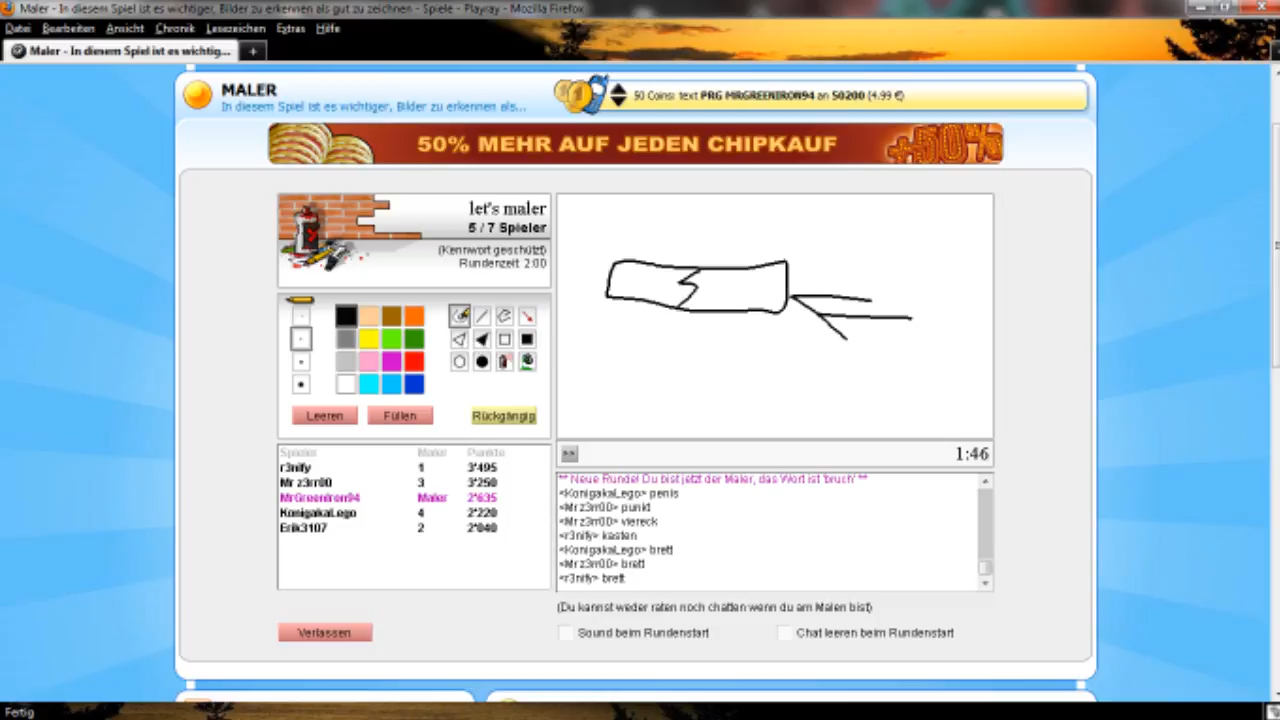 Maler - In diesem Spiel ist es wichtiger, Bilder zu erkennen als gut zu zeichnen - Spiele - Playray - Mozilla Firefox
Datei Bearbeiten Ansicht Chronik Lesezeichen Extras Hilfe
Maler - In diesem Spiel ist es wichtig...
MALER
In diesem Spiel ist es wichtiger, Bilder zu erkennen als...
50 Coins: text PRG MRGREENIRON94 an 50200 (4.99 €)
50% MEHR AUF JEDEN CHIPKAUF
+50%
let's maler
5 / 7 Spieler
(Kennwort geschützt)
Rundenzeit 2:00
Leeren Füllen Rückgängig
1:46
Spieler Maler Punkte
r3nify 1 3'495
Mr z3rr00 3 3'250
MrGreenIron94 Maler 2'635
KonigakaLego 4 2'220
Erik3107 2 2'040
** Neue Runde! Du bist jetzt der Maler, das Wort ist 'bruch' **
<KonigakaLego> penis
<Mr z3rr00> punkt
<Mr z3rr00> viereck
<r3nify> kasten
<KonigakaLego> brett
<Mr z3rr00> brett
<r3nify> brett
(Du kannst weder raten noch chatten wenn du am Malen bist)
Verlassen
Sound beim Rundenstart
Chat leeren beim Rundenstart
Fertig